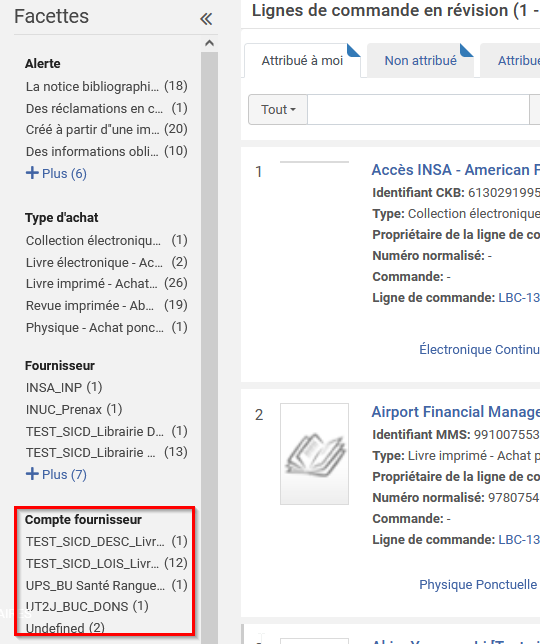 Facettes
Alerte
La notice bibliographi... (18)
Des réclamations en c... (1)
Créé à partir d"une im... (20)
Des informations obli... (10)
Plus (6)
Type d'achat
Collection électroniqu... (1)
Livre électronique - Ac... (2)
Livre imprimé - Achat... (26)
Revue imprimée - Ab... (19)
Physique - Achat ponc... (1)
Fournisseur
INSA_INP (1)
INUC_Prenax (1)
TEST_SICD_Librairie D... (1)
TEST_SICD_Librairie ... (13)
Plus (7)
Compte fournisseur
TEST_SICD_DESC_Livr... (1)
TEST_SICD_LOIS_Livr... (12)
UPS_BU Santé Rangue... (1)
UT2J_BUC_DONS (1)
Undefined (2)
Lignes de commande en révision (1 -
Attribué à moi
Non attribué
Attribué
Tout
1
Accès INSA - American P
Identifiant CKB: 6130291995
Type: Collection électronique
Propriétaire de la ligne de co
Numéro normalisé: -
Commande: -
Ligne de commande: LBC-13
Électronique Continu
2
Airport Financial Manage
Identifiant MMS: 991007553
Type: Livre imprimé - Achat p
Propriétaire de la ligne de co
Numéro normalisé: 9780754
Commande: -
Ligne de commande: LBC-13
Physique Ponctuelle